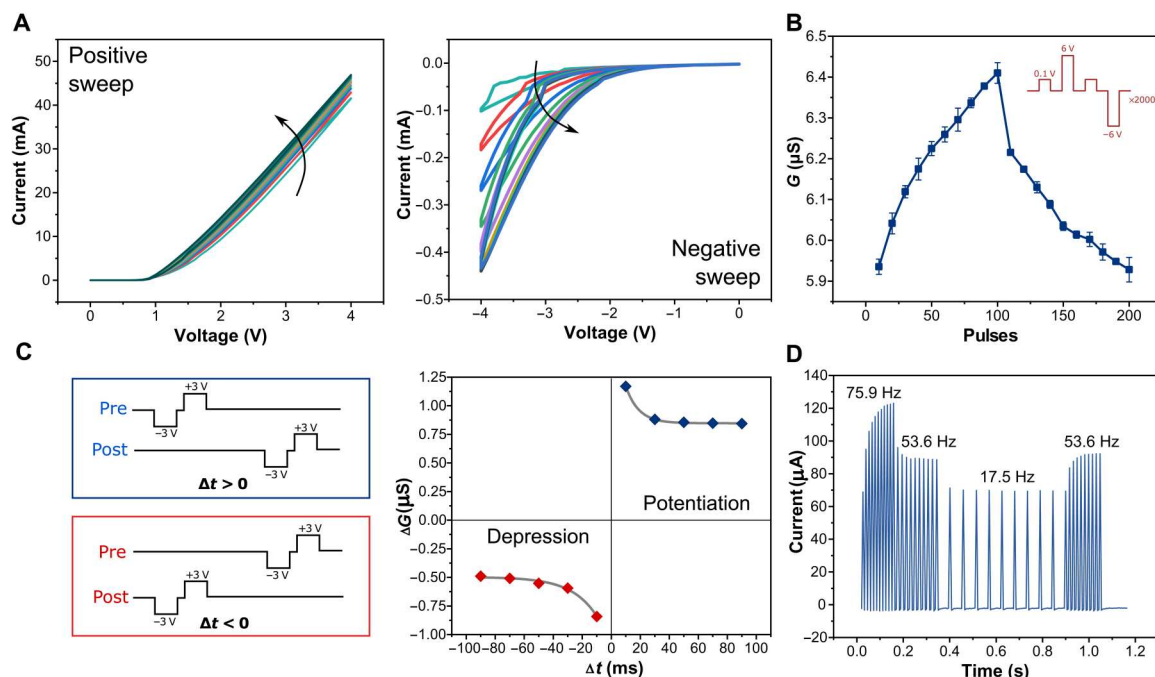 A
Positive
sweep
Current (mA)
50
40
30
20
10
0
0
1
2
3
4
Voltage (V)
Current (mA)
0.0
−0.1
−0.2
−0.3
−0.4
−0.5
Negative
sweep
−4
−3
−2
−1
0
Voltage (V)
B
G (µS)
6.5
6.4
6.3
6.2
6.1
6.0
5.9
6 V
0.1 V
×2000
−6 V
0
50
100
150
200
Pulses
C
+3 V
Pre
−3 V
+3 V
Post
−3 V
Δt > 0
+3 V
Pre
−3 V
+3 V
Post
−3 V
Δt < 0
ΔG (µS)
1.25
1.00
0.75
0.50
0.25
0.00
−0.25
−0.50
−0.75
−1.00
Potentiation
Depression
−100 −80 −60 −40 −20 0 20 40 60 80 100
Δt (ms)
D
Current (µA)
140
120
100
80
60
40
20
0
−20
75.9 Hz
53.6 Hz
17.5 Hz
53.6 Hz
0.0 0.2 0.4 0.6 0.8 1.0 1.2
Time (s)